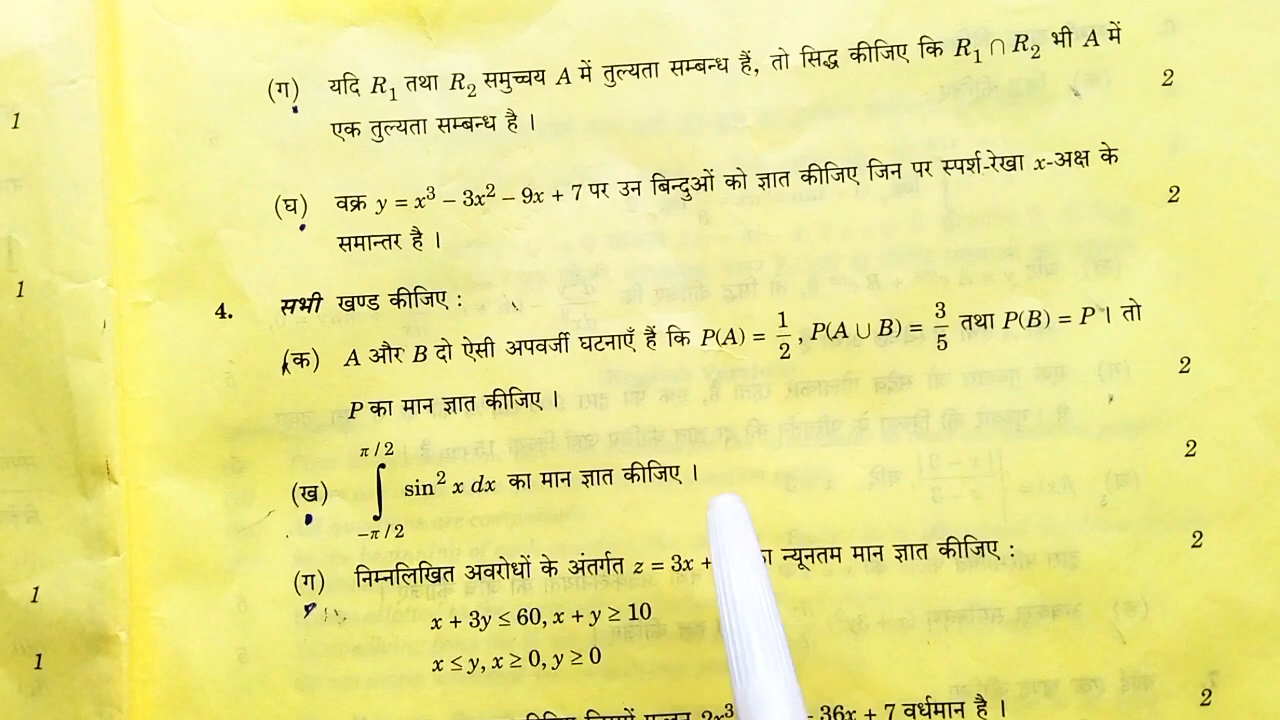 (ग) यदि R₁ तथा R₂ समुच्चय A में तुल्यता सम्बन्ध हैं, तो सिद्ध कीजिए कि R₁ ∩ R₂ भी A में 2
1
एक तुल्यता सम्बन्ध है ।
(घ) वक्र y = x³ – 3x² – 9x + 7 पर उन बिन्दुओं को ज्ञात कीजिए जिन पर स्पर्श-रेखा x-अक्ष के 2
समान्तर है ।
1
4. सभी खण्ड कीजिए :
(क) A और B दो ऐसी अपवर्जी घटनाएँ हैं कि P(A) = 1/2, P(A ∪ B) = 3/5 तथा P(B) = P । तो 2
P का मान ज्ञात कीजिए ।
(ख) ∫_{–π/2}^{π/2} sin² x dx का मान ज्ञात कीजिए । 2
(ग) निम्नलिखित अवरोधों के अंतर्गत z = 3x + न्यूनतम मान ज्ञात कीजिए : 2
1
x + 3y ≤ 60, x + y ≥ 10
1
x ≤ y, x ≥ 0, y ≥ 0
2x³ – 36x + 7 वर्धमान है । 2